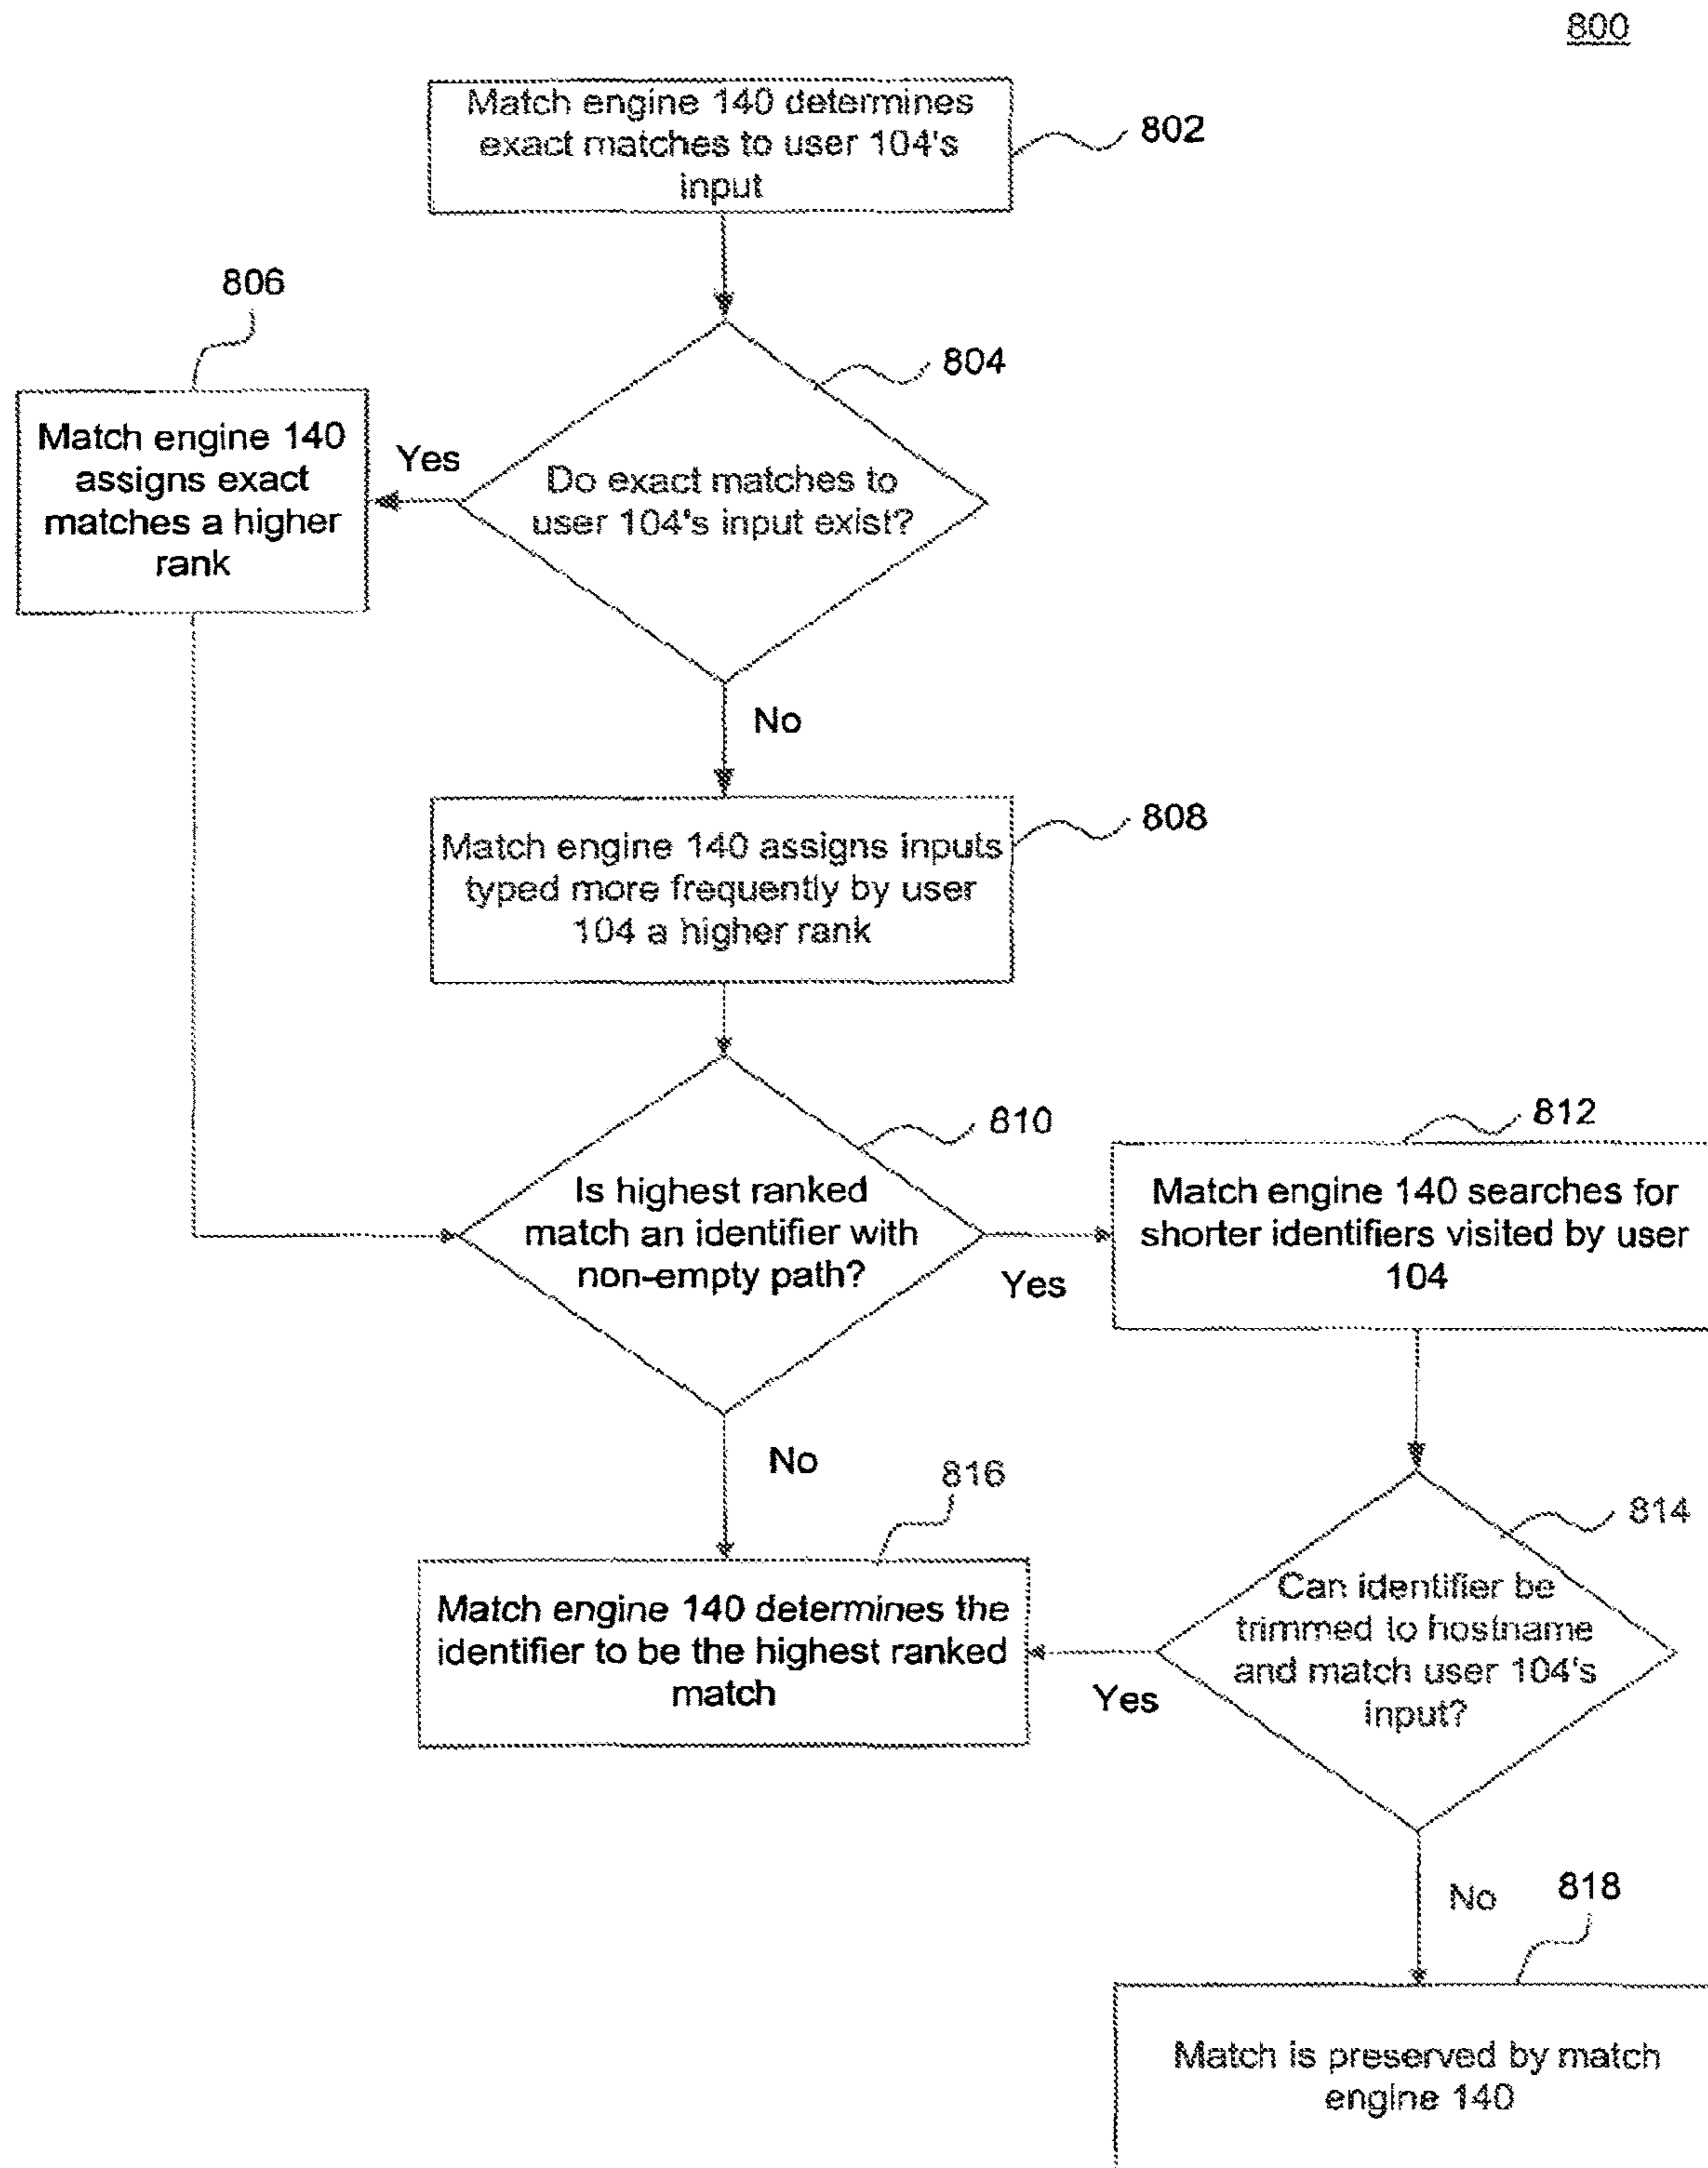 800
Match engine 140 determines
exact matches to user 104's
input
802
806
804
Match engine 140
assigns exact
matches a higher
rank
Yes
Do exact matches to
user 104's input exist?
No
808
Match engine 140 assigns inputs
typed more frequently by user
104 a higher rank
810
812
Is highest ranked
match an identifier with
non-empty path?
Yes
Match engine 140 searches for
shorter identifiers visited by user
104
No
816
814
Match engine 140 determines the
identifier to be the highest ranked
match
Yes
Can identifier be
trimmed to hostname
and match user 104's
input?
No
818
Match is preserved by match
engine 140